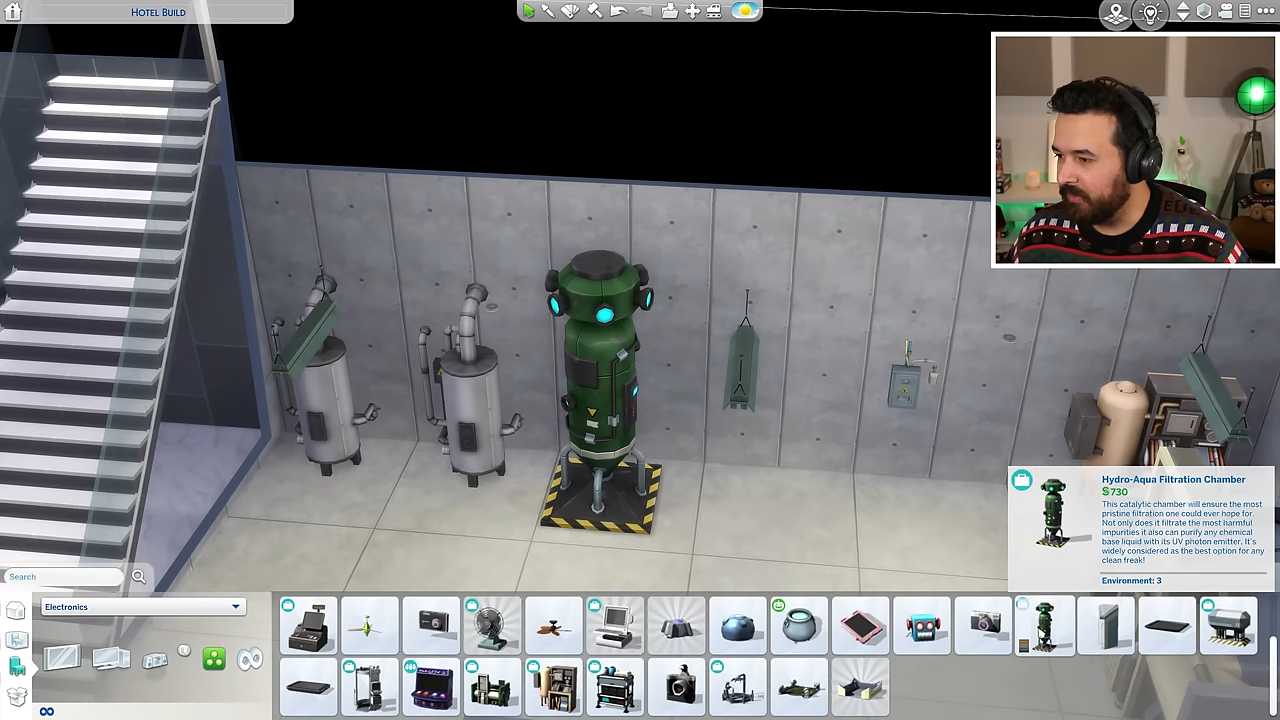 HOTEL BUILD
Hydro-Aqua Filtration Chamber
$730
This catalytic chamber will ensure the most
pristine filtration one could ever hope for.
Not only does it filtrate the most harmful
impurities it also can purify any chemical
base liquid with its UV photon emitter. It's
widely considered as the best option for any
clean freak!
Environment: 3
Search
Electronics